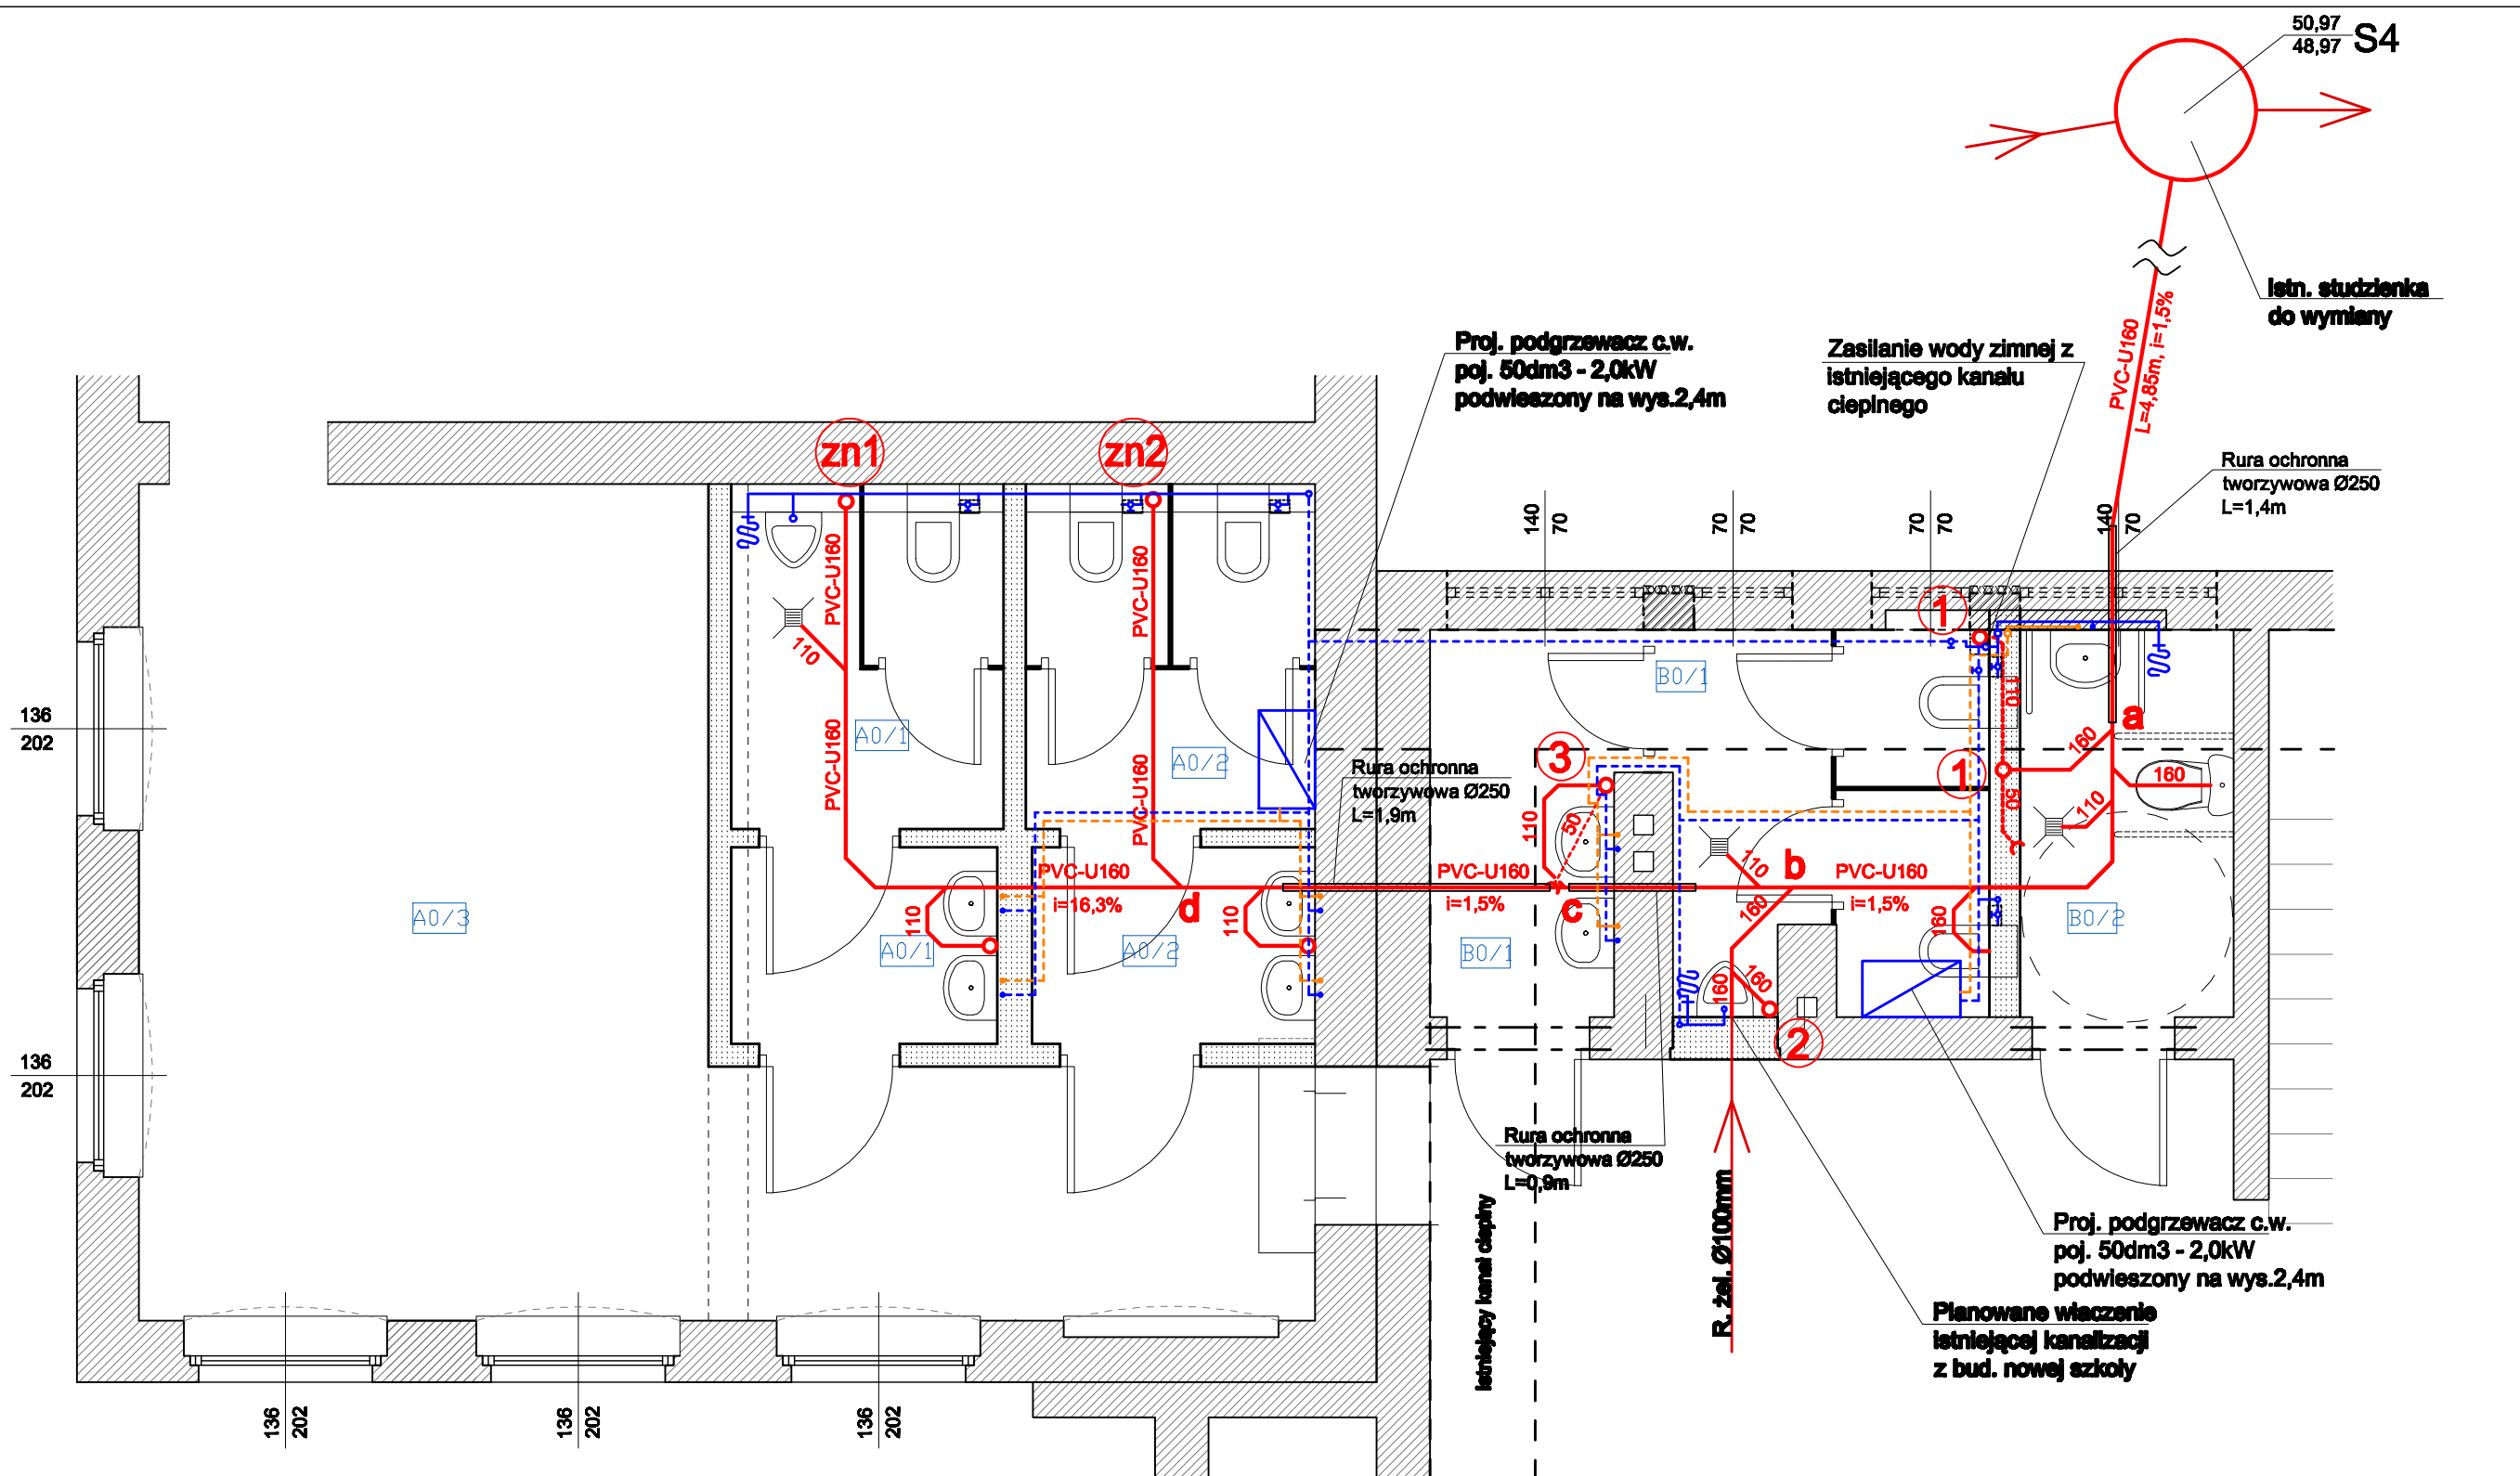 50,97
48,97
S4
Istn. studzienka
do wymiany
PVC-U160
L=4,85m, i=1,5%
Proj. podgrzewacz c.w.
poj. 50dm3 - 2,0kW
podwieszony na wys.2,4m
Zasilanie wody zimnej z
istniejącego kanału
cieplnego
Rura ochronna
tworzywowa Ø250
L=1,4m
zn1
zn2
140
70
70
70
70
70
140
70
PVC-U160
PVC-U160
110
1
B0/1
110
136
202
A0/1
A0/2
PVC-U160
PVC-U160
a
160
160
3
1
Rura ochronna
tworzywowa Ø250
L=1,9m
110
50
50
110
110
b
PVC-U160
i=16,3%
PVC-U160
i=1,5%
PVC-U160
i=1,5%
d
c
160
160
110
110
A0/3
A0/1
A0/2
B0/1
B0/2
160
160
2
136
202
Rura ochronna
tworzywowa Ø250
L=0,9m
R. żel. Ø100mm
istniejący kanał cieplny
Proj. podgrzewacz c.w.
poj. 50dm3 - 2,0kW
podwieszony na wys.2,4m
Planowane włączenie
istniejącej kanalizacji
z bud. nowej szkoły
136
202
136
202
136
202